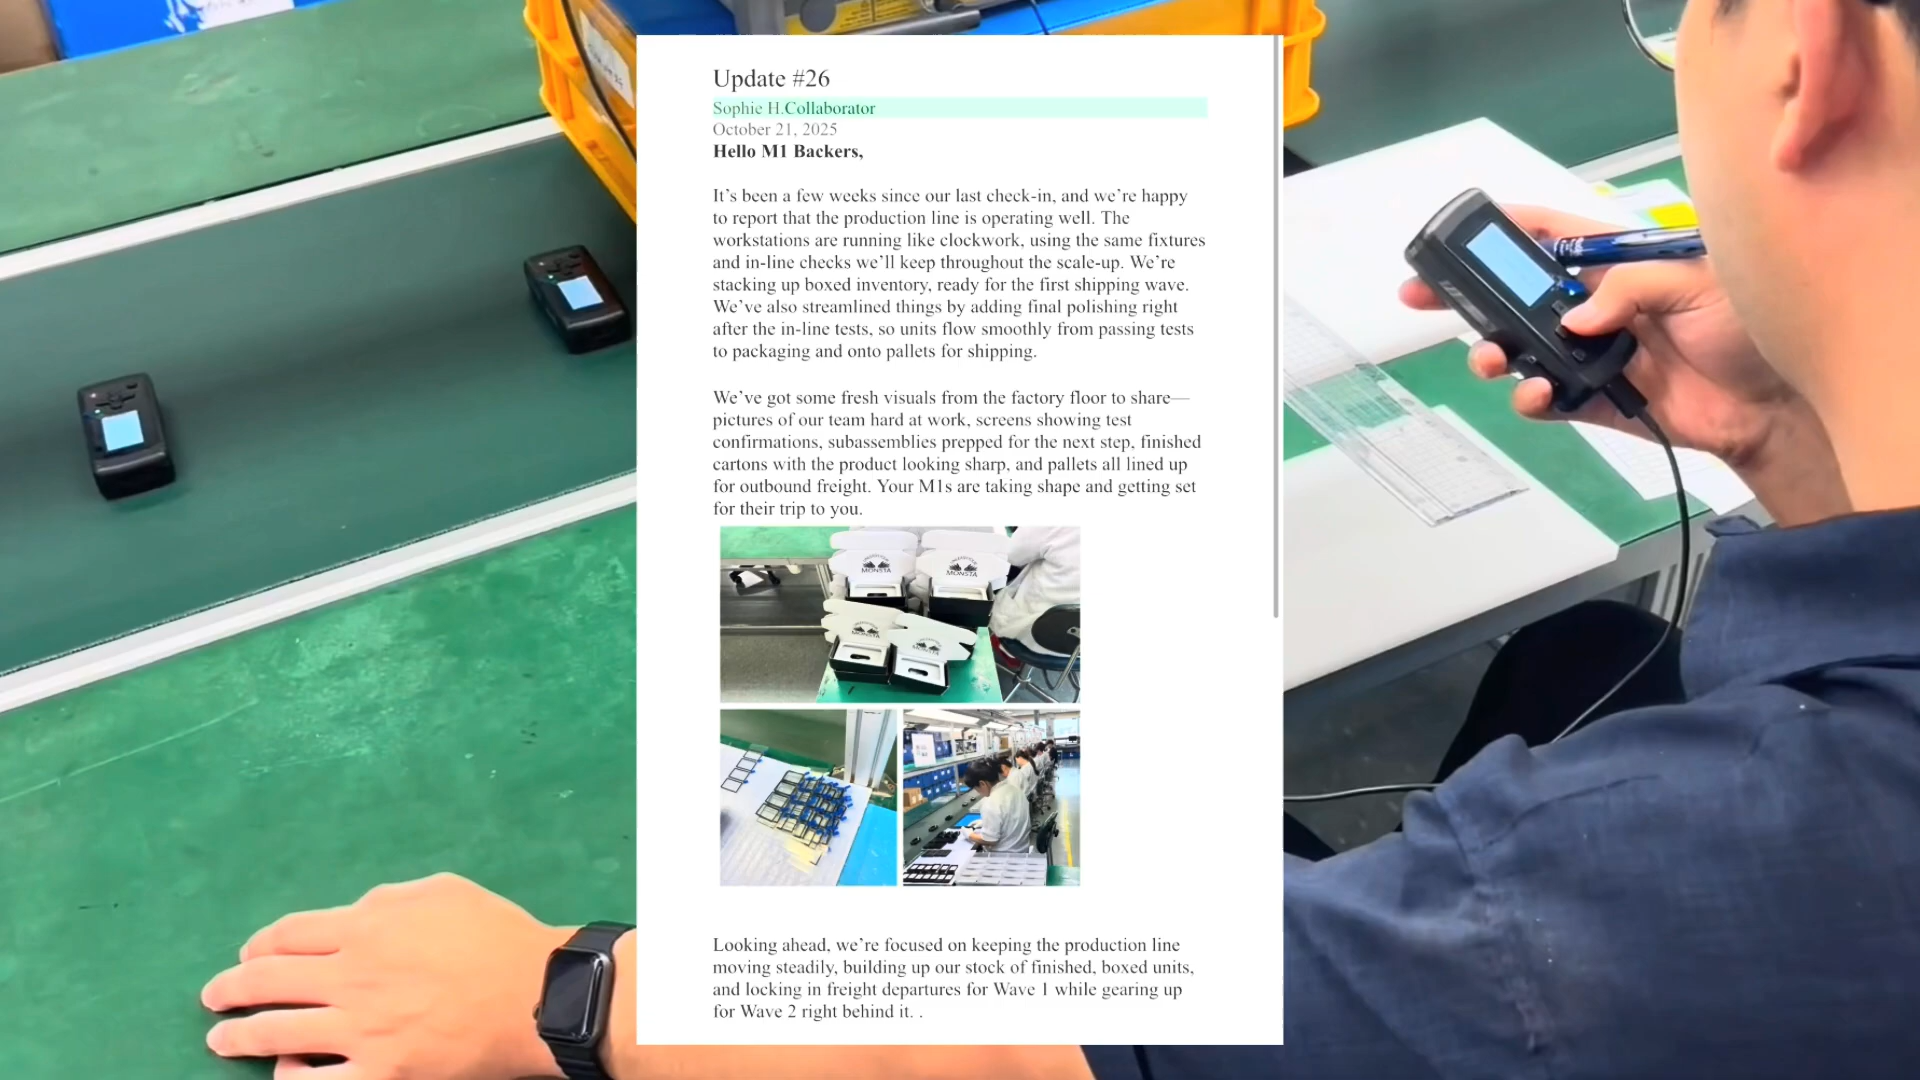 Update #26
Sophie H.Collaborator
October 21, 2025
Hello M1 Backers,
It's been a few weeks since our last check-in, and we're happy
to report that the production line is operating well. The
workstations are running like clockwork, using the same fixtures
and in-line checks we'll keep throughout the scale-up. We're
stacking up boxed inventory, ready for the first shipping wave.
We've also streamlined things by adding final polishing right
after the in-line tests, so units flow smoothly from passing tests
to packaging and onto pallets for shipping.
We've got some fresh visuals from the factory floor to share—
pictures of our team hard at work, screens showing test
confirmations, subassemblies prepped for the next step, finished
cartons with the product looking sharp, and pallets all lined up
for outbound freight. Your M1s are taking shape and getting set
for their trip to you.
MONSTA
MONSTA
MONSTA
MONSTA
Looking ahead, we're focused on keeping the production line
moving steadily, building up our stock of finished, boxed units,
and locking in freight departures for Wave 1 while gearing up
for Wave 2 right behind it. .